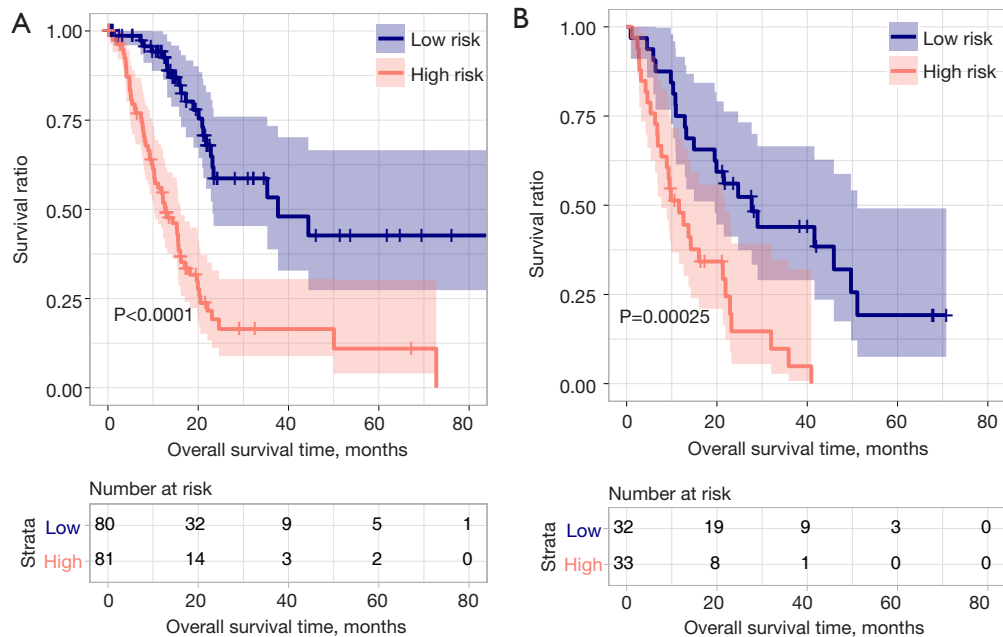 A
1.00
0.75
0.50
0.25
0.00
Survival ratio
Low risk
High risk
P<0.0001
0 20 40 60 80
Overall survival time, months
Number at risk
Strata
Low 80 32 9 5 1
High 81 14 3 2 0
0 20 40 60 80
Overall survival time, months
B
1.00
0.75
0.50
0.25
0.00
Survival ratio
Low risk
High risk
P=0.00025
0 20 40 60 80
Overall survival time, months
Number at risk
Strata
Low 32 19 9 3 0
High 33 8 1 0 0
0 20 40 60 80
Overall survival time, months